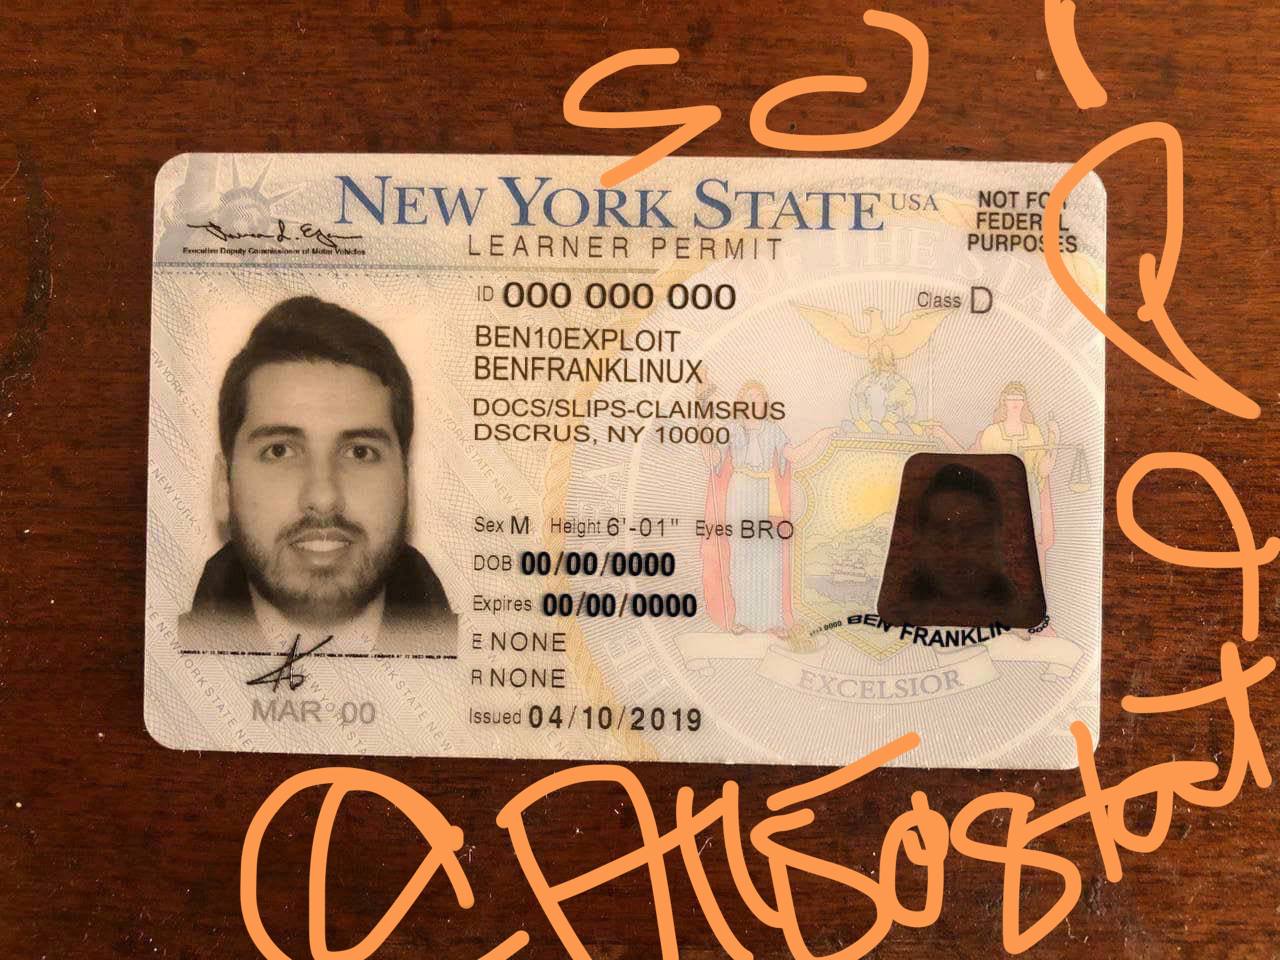 NEW YORK STATE USA
LEARNER PERMIT
NOT FOR
FEDERAL
PURPOSES
Executive Deputy Commissioner of Motor Vehicles
ID 000 000 000
Class D
BEN10EXPLOIT
BENFRANKLINUX
DOCS/SLIPS-CLAIMSRUS
DSCRUS, NY 10000
Sex M Height 6'-01" Eyes BRO
DOB 00/00/0000
Expires 00/00/0000
E NONE
R NONE
Issued 04/10/2019
MAR 00
BEN FRANKLIN
EXCELSIOR